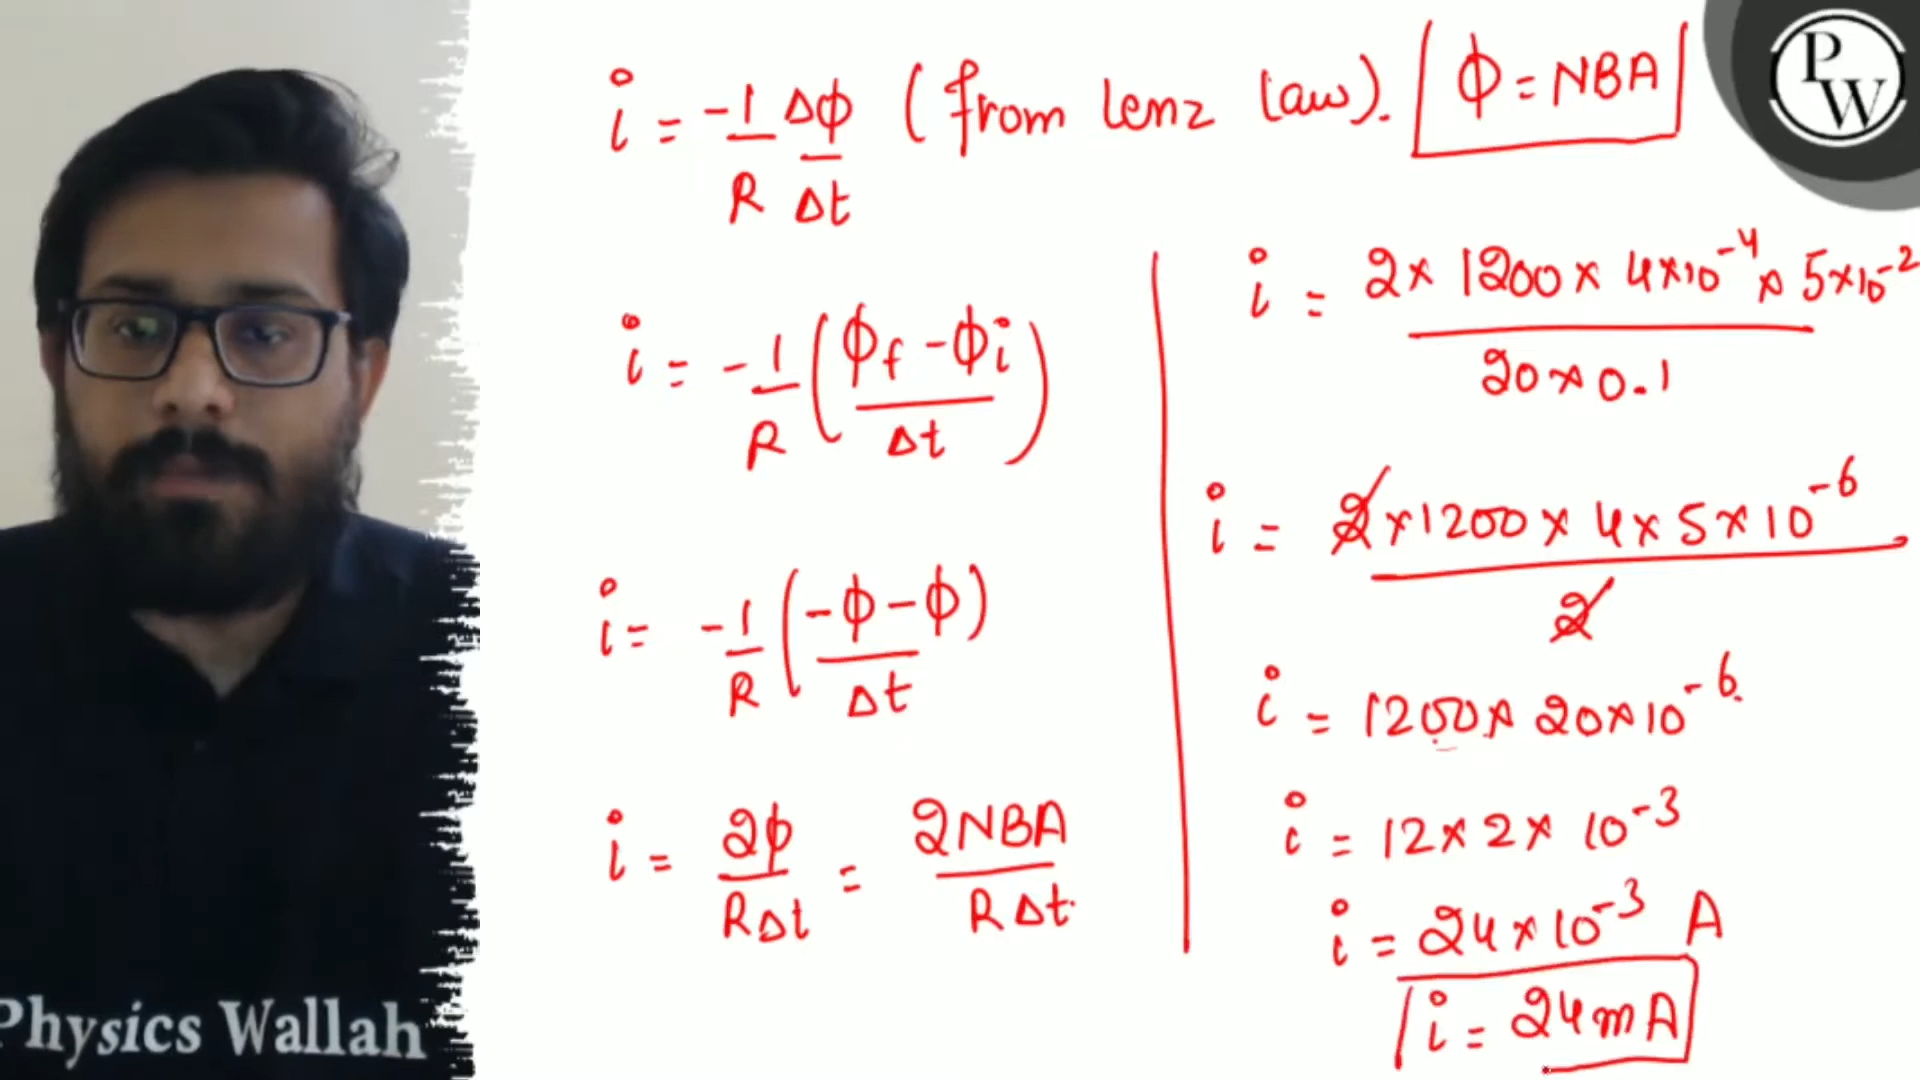 i = -1/R Δϕ/Δt (from lenz law). ϕ = NBA
PW
i = -1/R (ϕf - ϕi / Δt)
i = -1/R (-ϕ - ϕ / Δt)
i = 2ϕ/RΔt = 2NBA/RΔt.
i = 2 × 1200 × 4×10⁻⁴ × 5×10⁻² / 20 × 0.1
i = 2 × 1200 × 4 × 5 × 10⁻⁶ / 2
i = 1200 × 20 × 10⁻⁶
i = 12 × 2 × 10⁻³
i = 24 × 10⁻³ A
i = 24 mA
Physics Wallah